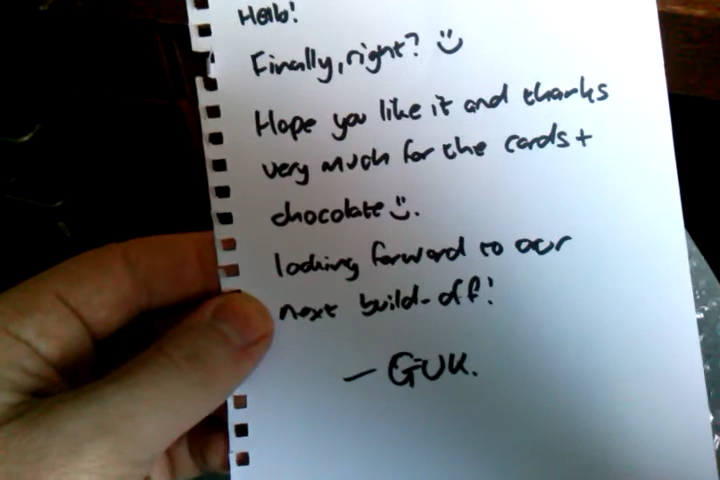 Hallo!
Finally, right? :)
Hope you like it and thanks
very much for the cards +
chocolate :).
looking forward to our
next build-off!
— GUK.